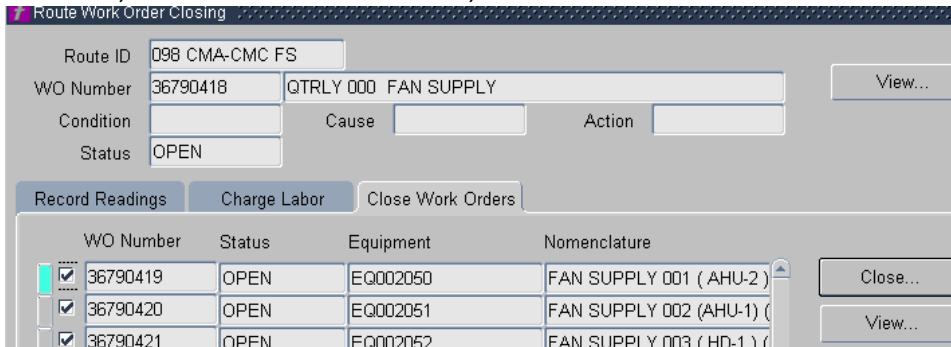 Route Work Order Closing
Route ID 098 CMA-CMC FS
WO Number 36790418 QTRLY 000 FAN SUPPLY View...
Condition Cause Action
Status OPEN
Record Readings Charge Labor Close Work Orders
WO Number Status Equipment Nomenclature
36790419 OPEN EQ002050 FAN SUPPLY 001 ( AHU-2 ) Close...
36790420 OPEN EQ002051 FAN SUPPLY 002 (AHU-1) (
View...
36790421 OPEN EQ002052 FAN SUPPLY 003 ( HD-1 ) (